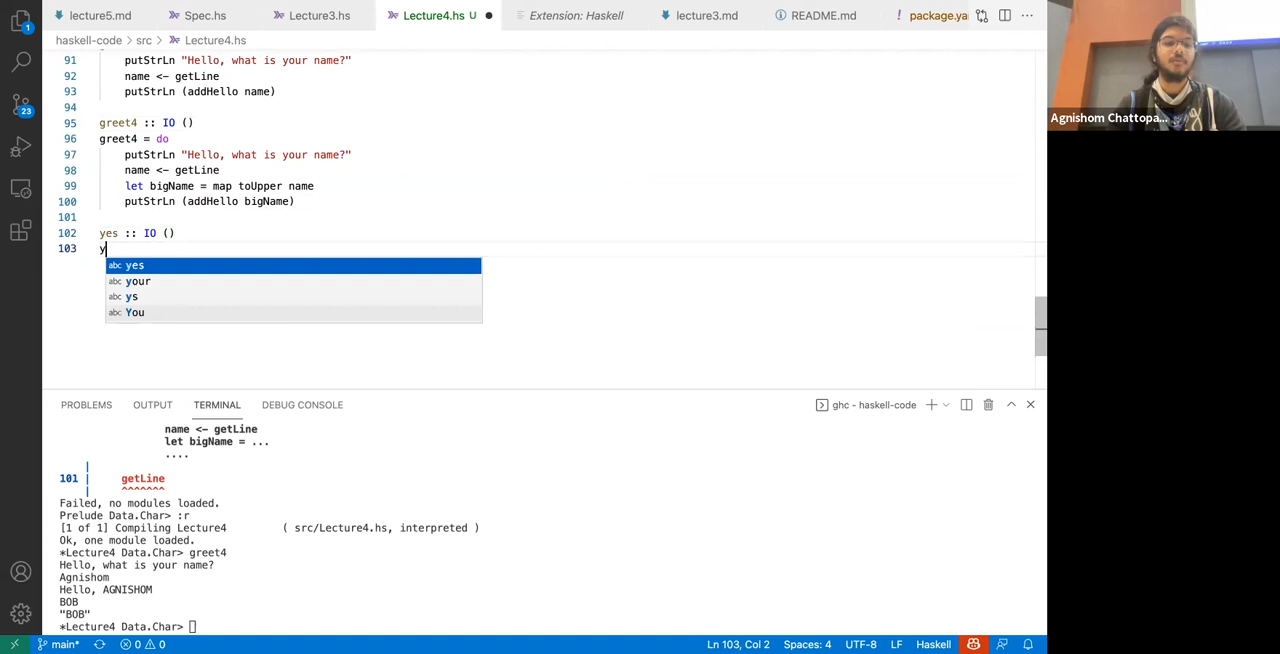 lecture5.md Spec.hs Lecture3.hs Lecture4.hs U Extension: Haskell lecture3.md README.md ! package.ya
haskell-code > src > Lecture4.hs
91 putStrLn "Hello, what is your name?"
92 name <- getLine
93 putStrLn (addHello name)
94
95 greet4 :: IO ()
96 greet4 = do
97 putStrLn "Hello, what is your name?"
98 name <- getLine
99 let bigName = map toUpper name
100 putStrLn (addHello bigName)
101
102 yes :: IO ()
103 y
abc yes
abc your
abc ys
abc You
1
23
Agnishom Chattopa...
PROBLEMS OUTPUT TERMINAL DEBUG CONSOLE ghc - haskell-code
name <- getLine
let bigName = ...
....
|
101 | getLine
| ^^^^^^^
Failed, no modules loaded.
Prelude Data.Char> :r
[1 of 1] Compiling Lecture4 ( src/Lecture4.hs, interpreted )
Ok, one module loaded.
*Lecture4 Data.Char> greet4
Hello, what is your name?
Agnishom
Hello, AGNISHOM
BOB
"BOB"
*Lecture4 Data.Char>
main* 0 0 Ln 103, Col 2 Spaces: 4 UTF-8 LF Haskell